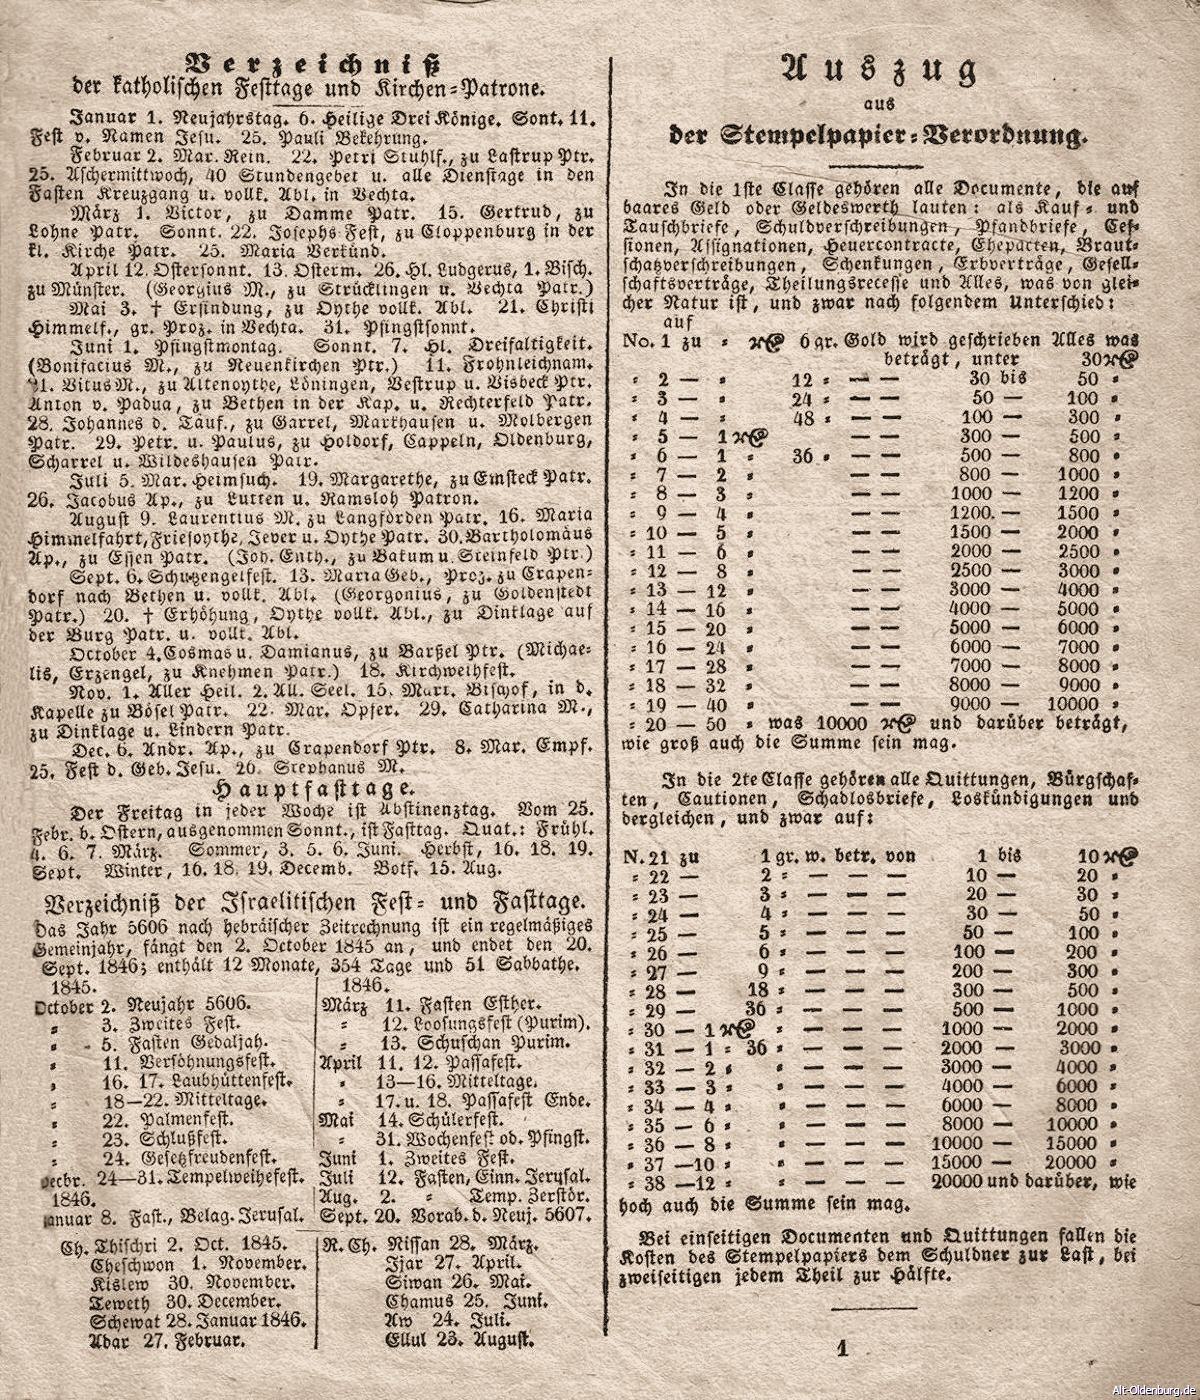 Verzeichniß
der katholischen Festtage und Kirchen-Patrone.
Januar 1. Neujahrstag. 6. Heilige Drei Könige. Sont. 11.
Fest v. Namen Jesu. 25. Pauli Bekehrung.
Februar 2. Mar. Rein. 22. Petri Stuhlf., zu Lastrup Ptr.
25. Aschermittwoch, 40 Stundengebet u. alle Dienstage in den
Fasten Kreuzgang u. vollk. Abl. in Vechta.
März 1. Victor, zu Damme Patr. 15. Gertrud, zu
Lohne Patr. Sonnt. 22. Josephs Fest, zu Cloppenburg in der
kl. Kirche Patr. 25. Maria Verkünd.
April 12. Ostersonnt. 13. Osterm. 26. Hl. Ludgerus, 1. Bisch.
zu Münster. (Georgius M., zu Strücklingen u. Vechta Patr.)
Mai 3. † Erfindung, zu Oythe vollk. Abl. 21. Christi
Himmelf., gr. Proz. in Vechta. 31. Pfingstsonnt.
Juni 1. Pfingstmontag. Sonnt. 7. Hl. Dreifaltigkeit.
(Bonifacius M., zu Neuenkirchen Ptr.) 11. Frohnleichnam.
Vitus M., zu Altenoythe, Löningen, Vestrup u. Visbeck Ptr.
Anton v. Padua, zu Bethen in der Kap. u. Rechterfeld Patr.
28. Johannes d. Täuf., zu Garrel, Markhausen u. Molbergen
Patr. 29. Petr. u. Paulus, zu Holdorf, Cappeln, Oldenburg,
Scharrel u. Wildeshausen Patr.
Juli 5. Mar. Heimsuch. 19. Margarethe, zu Emsteck Patr.
26. Jacobus Ap., zu Lutten u. Ramsloh Patron.
August 9. Laurentius M. zu Langförden Patr. 16. Maria
Himmelfahrt, Friesoythe, Jever u. Oythe Patr. 30. Bartholomäus
Ap., zu Essen Patr. (Joh. Enth., zu Bakum u. Steinfeld Ptr.)
Sept. 6. Schutzengelfest. 13. Maria Geb., Proz. zu Crapen-
dorf nach Bethen u. vollk. Abl. (Georgonius, zu Goldenstedt
Patr.) 20. † Erhöhung, Oythe vollk. Abl., zu Dinklage auf
der Burg Patr. u. vollk. Abl.
October 4. Cosmas u. Damianus, zu Barßel Ptr. (Michae-
lis, Erzengel, zu Knehmen Patr.) 18. Kirchweihfest.
Nov. 1. Aller Heil. 2. All. Seel. 15. Mart. Bischof, in d.
Kapelle zu Bösel Patr. 22. Mar. Opfer. 29. Catharina M.,
zu Dinklage u. Lindern Patr.
Dec. 6. Andr. Ap., zu Crapendorf Ptr. 8. Mar. Empf.
25. Fest d. Geb. Jesu. 26. Stephanus M.
Hauptfasttage.
Der Freitag in jeder Woche ist Abstinenztag. Vom 25.
Febr. b. Ostern, ausgenommen Sonnt., ist Fasttag. Quat.: Frühl.
4. 6. 7. März. Sommer, 3. 5. 6. Juni. Herbst, 16. 18. 19.
Sept. Winter, 16. 18. 19. Decemb. Botf. 15. Aug.
Verzeichniß der Israelitischen Fest- und Fasttage.
Das Jahr 5606 nach hebräischer Zeitrechnung ist ein regelmäßiges
Gemeinjahr, fängt den 2. October 1845 an, und endet den 20.
Sept. 1846; enthält 12 Monate, 354 Tage und 51 Sabbathe.
1845.
October 2. Neujahr 5606.
" 3. Zweites Fest.
" 5. Fasten Gedaljah.
" 11. Versöhnungsfest.
" 16. 17. Laubhüttenfest.
" 18—22. Mitteltage.
" 22. Palmenfest.
" 23. Schlußfest.
" 24. Gesetzfreudenfest.
Decbr. 24—31. Tempelweihefest.
1846.
Januar 8. Fast., Belag. Jerusal.
1846.
März 11. Fasten Esther.
" 12. Loosungsfest (Purim).
" 13. Schuschan Purim.
April 11. 12. Passafest.
" 13—16. Mitteltage.
" 17. u. 18. Passafest Ende.
Mai 14. Schülerfest.
" 31. Wochenfest od. Pfingst.
Juni 1. Zweites Fest.
Juli 12. Fasten, Einn. Jerusal.
Aug. 2. " Temp. Zerstör.
Sept. 20. Vorab. d. Neuj. 5607.
Ch. Thischri 2. Oct. 1845.
Cheschwon 1. November.
Kislew 30. November.
Teweth 30. December.
Schewat 28. Januar 1846.
Adar 27. Februar.
R. Ch. Nissan 28. März.
Ijar 27. April.
Siwan 26. Mai.
Thamus 25. Juni.
Aw 24. Juli.
Ellul 23. August.
Auszug
aus
der Stempelpapier-Verordnung.
In die 1ste Classe gehören alle Documente, die auf
baares Geld oder Geldeswerth lauten: als Kauf- und
Tauschbriefe, Schuldverschreibungen, Pfandbriefe, Ces-
sionen, Assignationen, Heuercontracte, Ehepacten, Braut-
schatzverschreibungen, Schenkungen, Erbverträge, Gesell-
schaftsverträge, Theilungsrecesse und Alles, was von glei-
cher Natur ist, und zwar nach folgendem Unterschied:
auf
No. 1 zu " ₰ 6 gr. Gold wird geschrieben Alles was
beträgt, unter 30 ₰
" 2 — " 12 " — — 30 bis 50 "
" 3 — " 24 " — — 50 — 100 "
" 4 — " 48 " — — 100 — 300 "
" 5 — 1 ₰ — — 300 — 500 "
" 6 — 1 " 36 " — — 500 — 800 "
" 7 — 2 " — — 800 — 1000 "
" 8 — 3 " — — 1000 — 1200 "
" 9 — 4 " — — 1200. — 1500 "
" 10 — 5 " — — 1500 — 2000 "
" 11 — 6 " — — 2000 — 2500 "
" 12 — 8 " — — 2500 — 3000 "
" 13 — 12 " — — 3000 — 4000 "
" 14 — 16 " — — 4000 — 5000 "
" 15 — 20 " — — 5000 — 6000 "
" 16 — 24 " — — 6000 — 7000 "
" 17 — 28 " — — 7000 — 8000 "
" 18 — 32 " — — 8000 — 9000 "
" 19 — 40 " — — 9000 — 10000 "
" 20 — 50 " was 10000 ₰ und darüber beträgt,
wie groß auch die Summe sein mag.
In die 2te Classe gehören alle Quittungen, Bürgschaf-
ten, Cautionen, Schadlosbriefe, Loskündigungen und
dergleichen, und zwar auf:
N. 21 zu 1 gr. w. betr. von 1 bis 10 ₰
" 22 — 2 " — — — 10 — 20 "
" 23 — 3 " — — — 20 — 30 "
" 24 — 4 " — — — 30 — 50 "
" 25 — 5 " — — — 50 — 100 "
" 26 — 6 " — — — 100 — 200 "
" 27 — 9 " — — — 200 — 300 "
" 28 — 18 " — — — 300 — 500 "
" 29 — 36 " — — — 500 — 1000 "
" 30 — 1 ₰ — — — 1000 — 2000 "
" 31 — 1 " 36 " — — — 2000 — 3000 "
" 32 — 2 " — — — 3000 — 4000 "
" 33 — 3 " — — — 4000 — 6000 "
" 34 — 4 " — — — 6000 — 8000 "
" 35 — 6 " — — — 8000 — 10000 "
" 36 — 8 " — — — 10000 — 15000 "
" 37 — 10 " — — — 15000 — 20000 "
" 38 — 12 " — — — 20000 und darüber, wie
hoch auch die Summe sein mag.
Bei einseitigen Documenten und Quittungen fallen die
Kosten des Stempelpapiers dem Schuldner zur Last, bei
zweiseitigen jedem Theil zur Hälfte.
1
Alt-Oldenburg.de